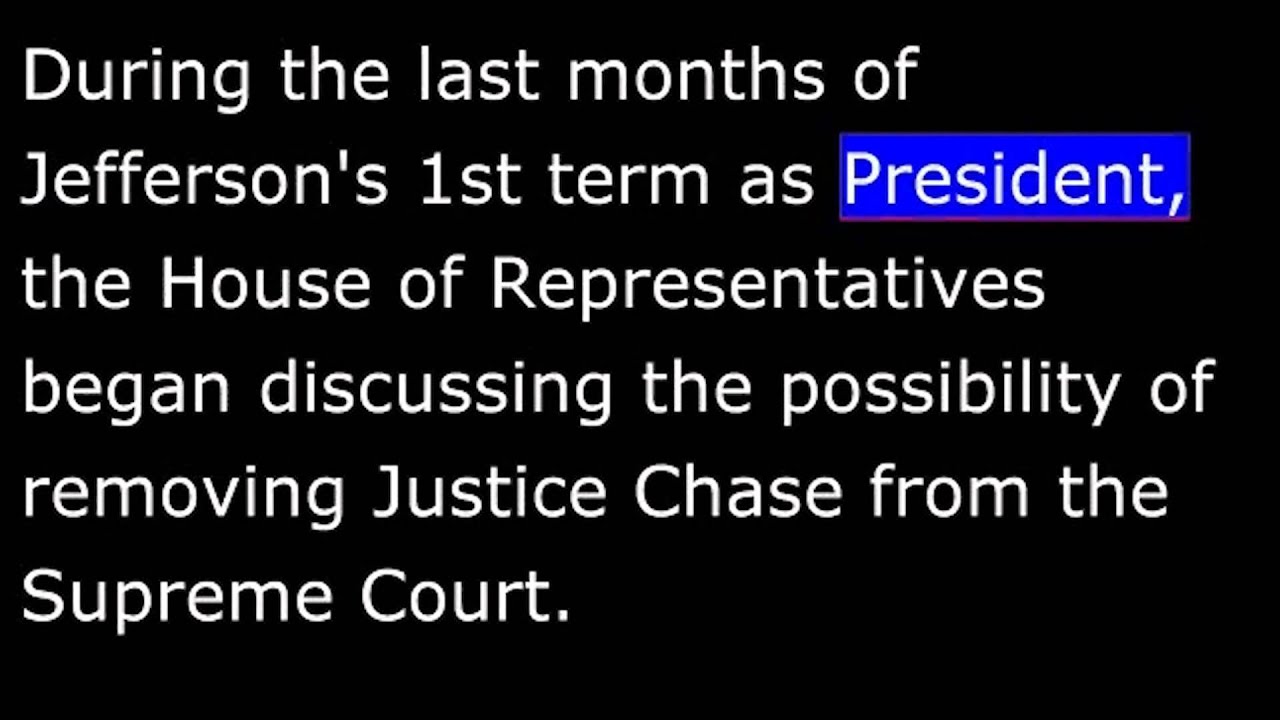 During the last months of
Jefferson's 1st term as President,
the House of Representatives
began discussing the possibility of
removing Justice Chase from the
Supreme Court.